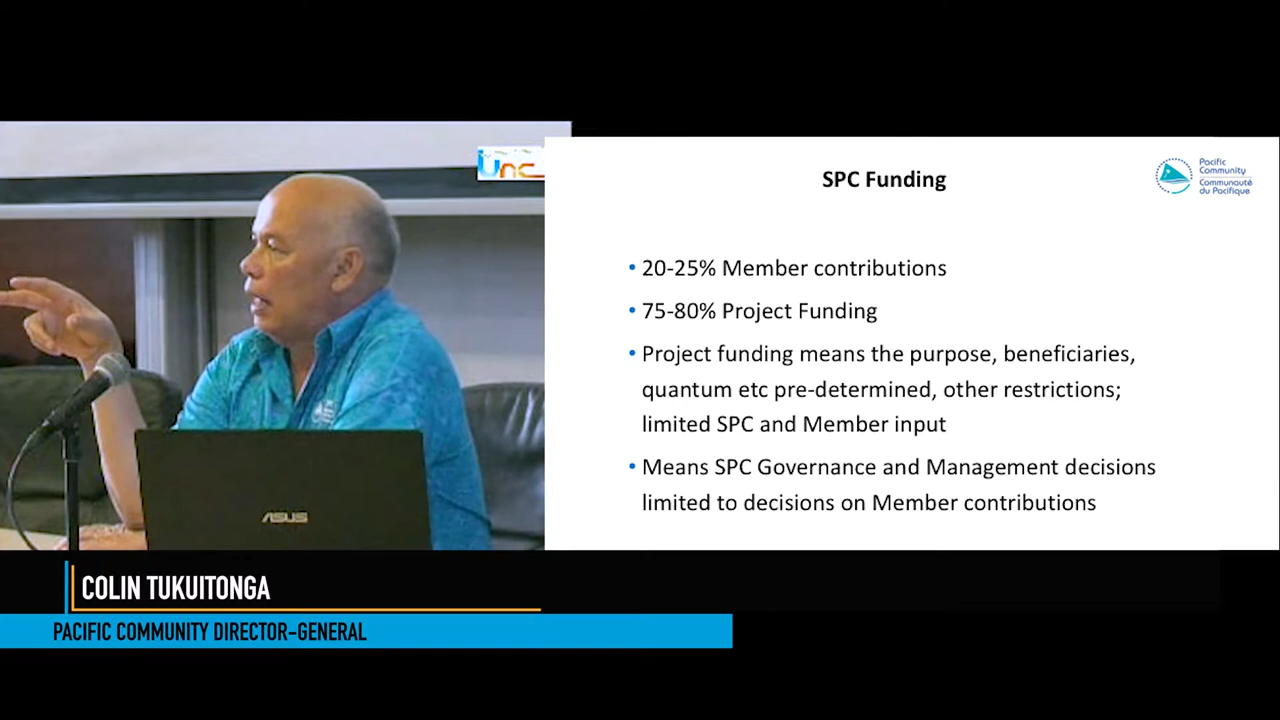 Unc
SPC Funding
Pacific
Community
Communauté
du Pacifique
• 20-25% Member contributions
• 75-80% Project Funding
• Project funding means the purpose, beneficiaries,
quantum etc pre-determined, other restrictions;
limited SPC and Member input
• Means SPC Governance and Management decisions
limited to decisions on Member contributions
ASUS
COLIN TUKUITONGA
PACIFIC COMMUNITY DIRECTOR-GENERAL